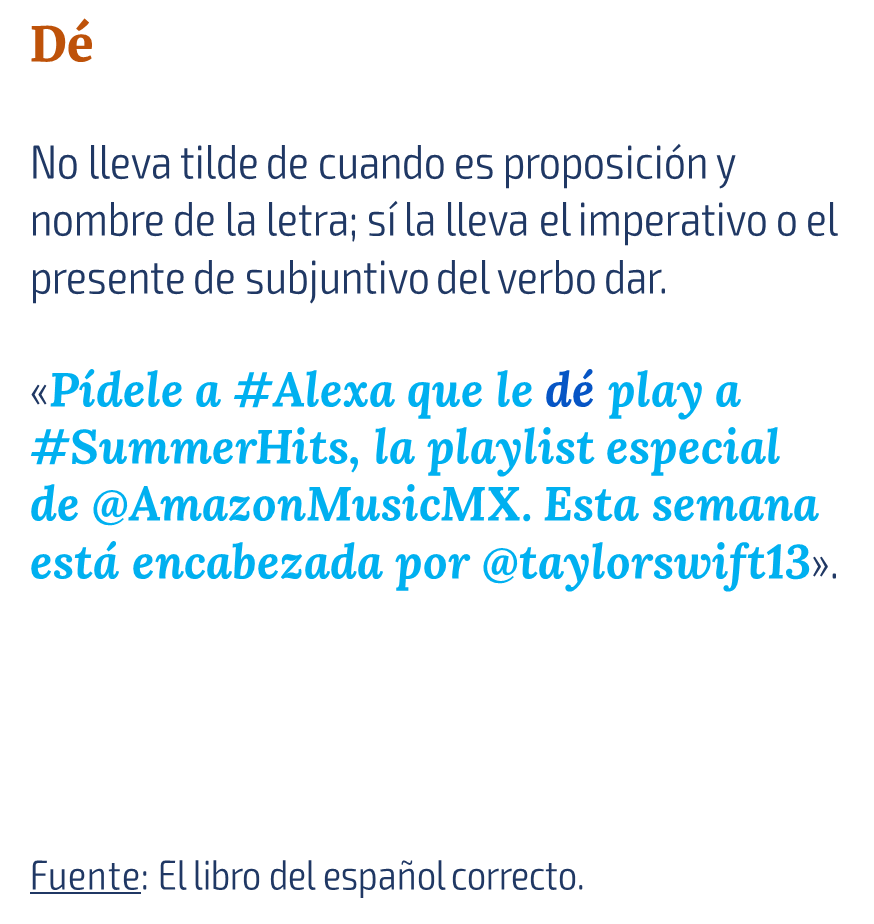 Dé
No lleva tilde de cuando es proposición y
nombre de la letra; sí la lleva el imperativo o el
presente de subjuntivo del verbo dar.
«Pídele a #Alexa que le dé play a
#SummerHits, la playlist especial
de @AmazonMusicMX. Esta semana
está encabezada por @taylorswift13».
Fuente: El libro del español correcto.